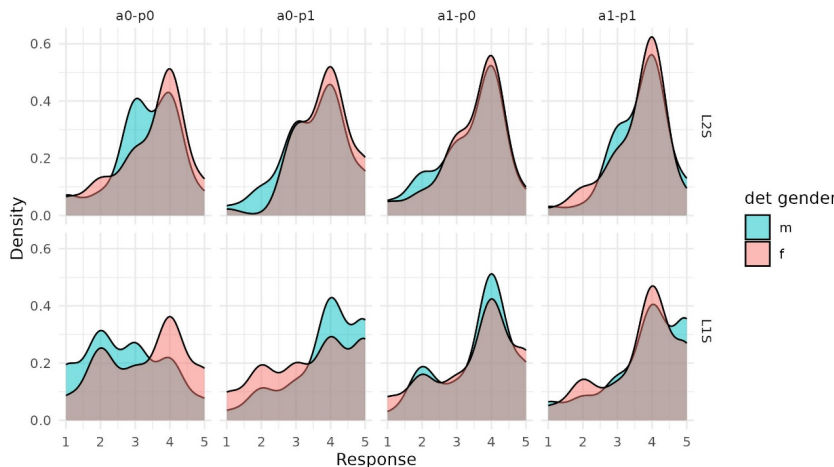 a0-p0 a0-p1 a1-p0 a1-p1
0.6
0.4
0.2
0.0
L2S
Density
det gender
m
f
0.6
0.4
0.2
0.0
L1S
1 2 3 4 5 1 2 3 4 5 1 2 3 4 5 1 2 3 4 5
Response